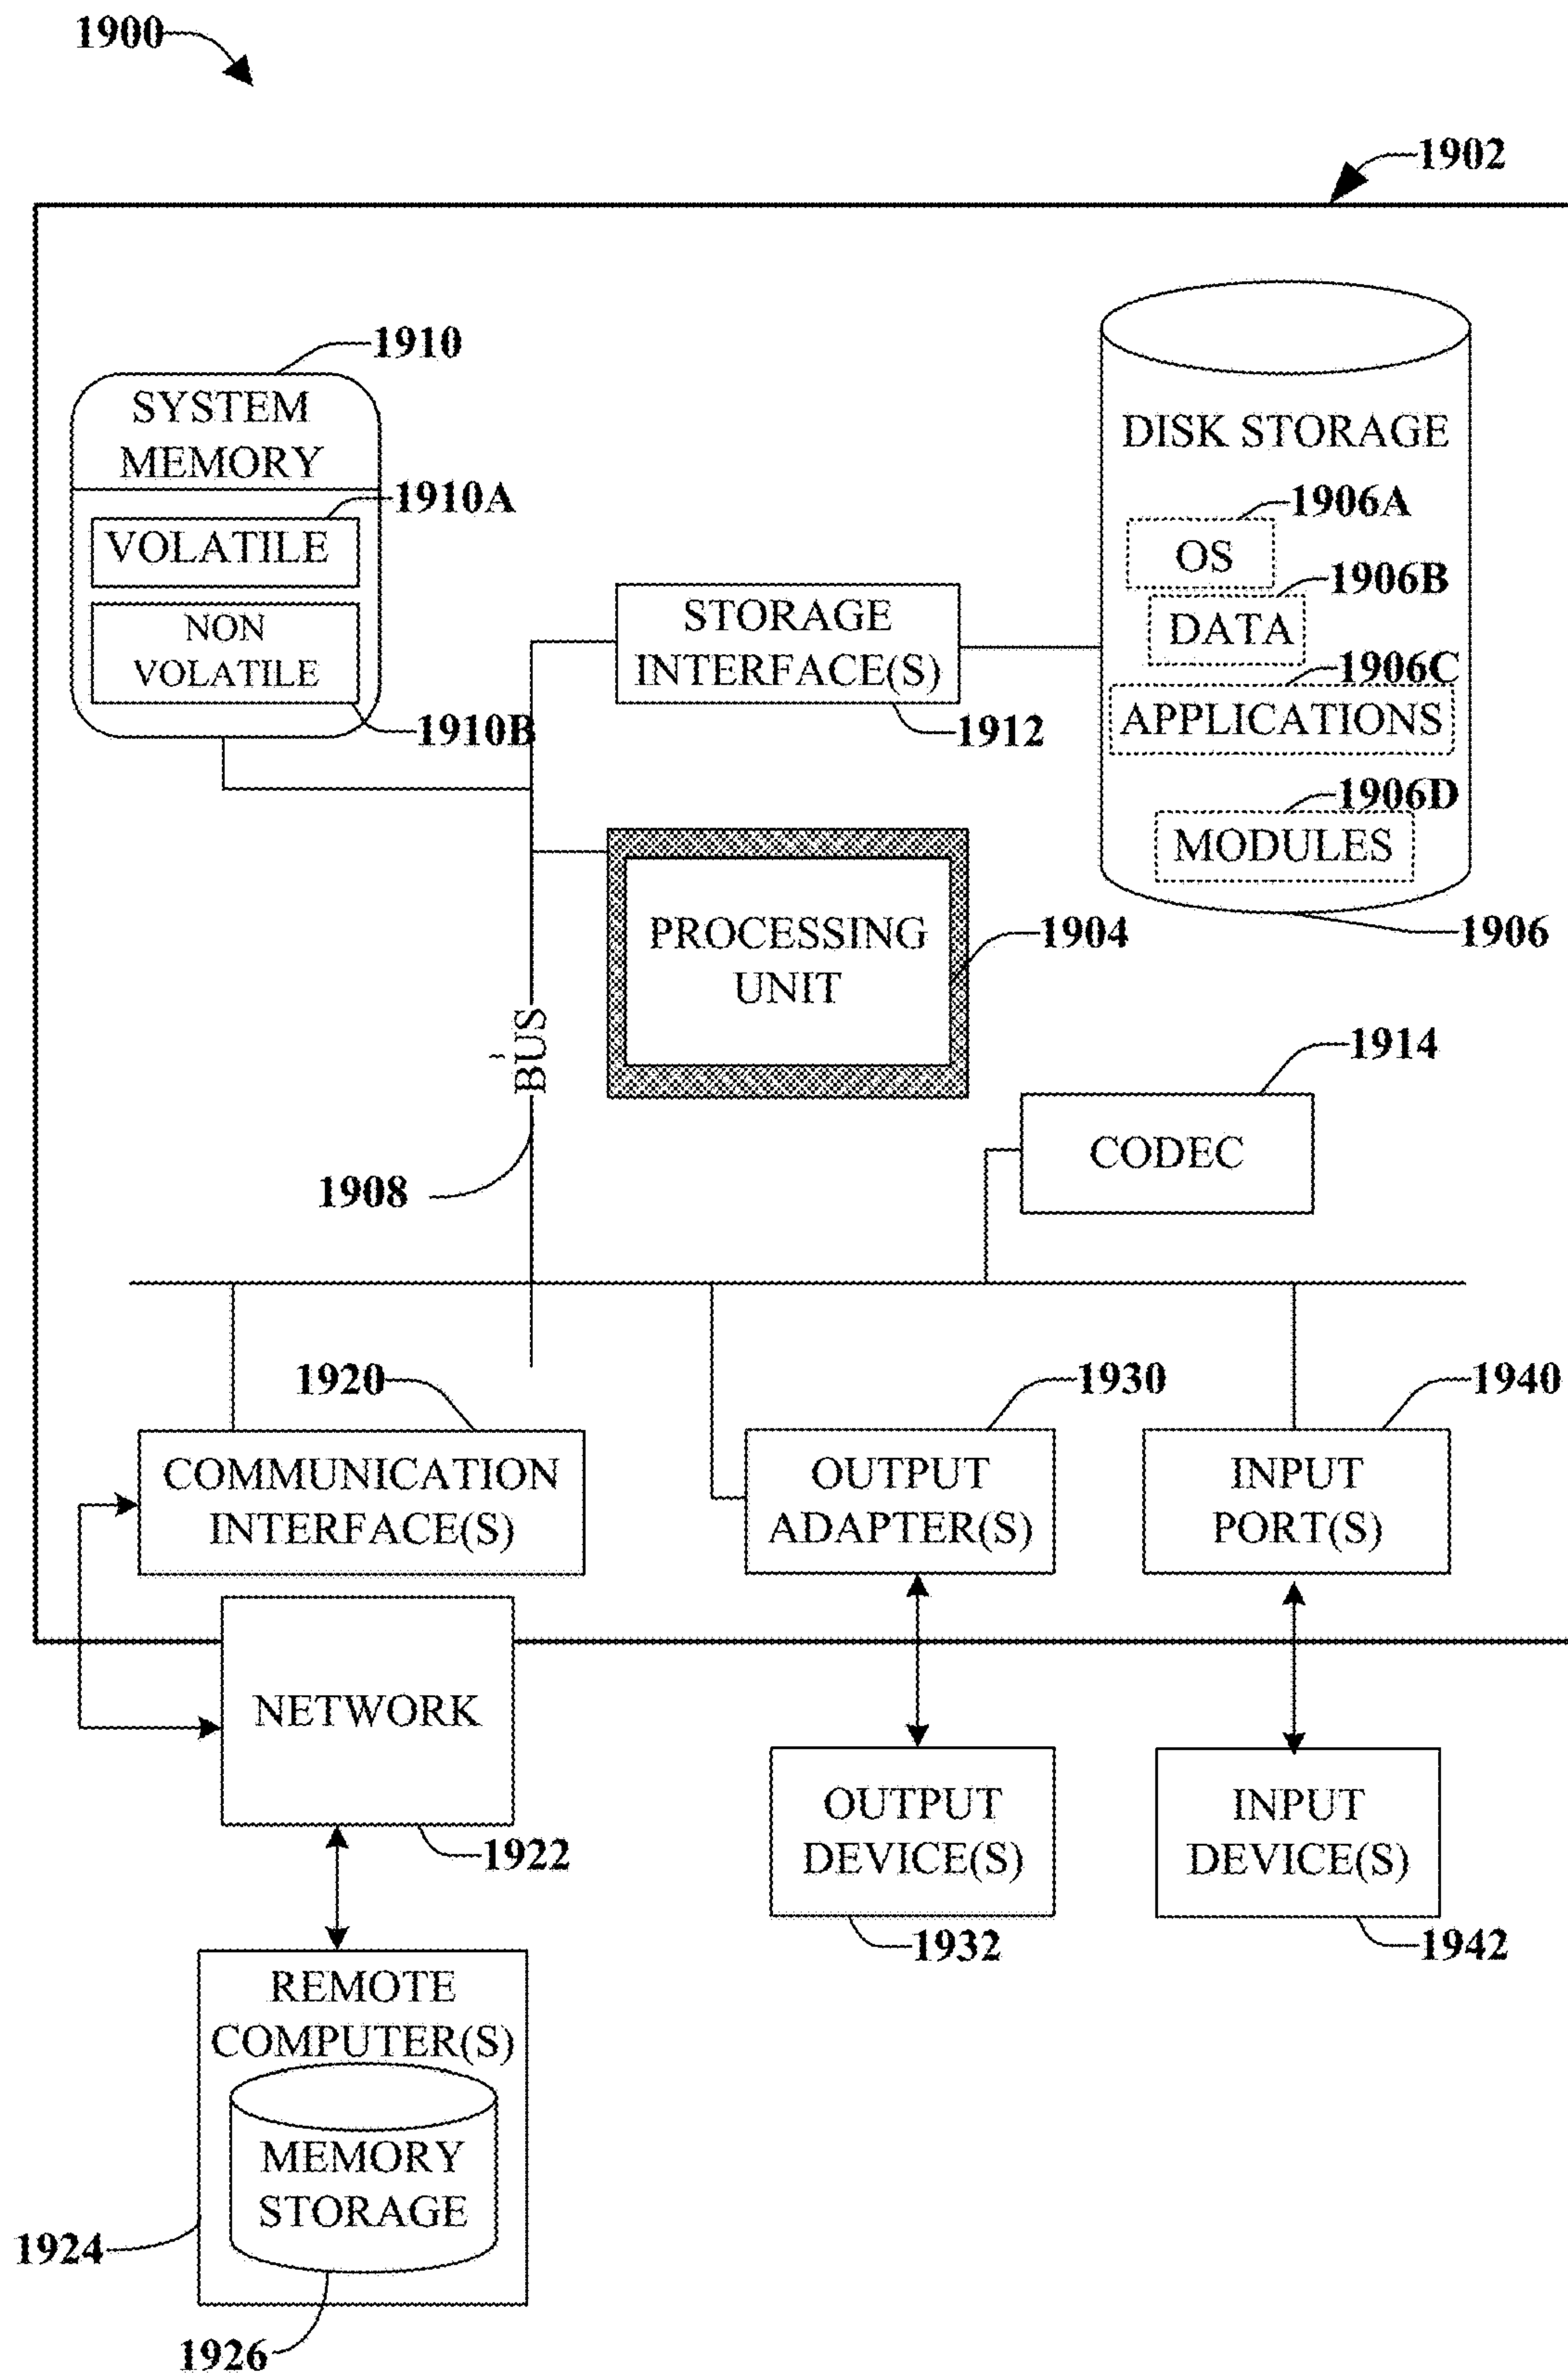 1900
1902
1910
SYSTEM
MEMORY
1910A
VOLATILE
NON
VOLATILE
1910B
STORAGE
INTERFACE(S)
1912
DISK STORAGE
1906A
OS
1906B
DATA
1906C
APPLICATIONS
1906D
MODULES
1906
PROCESSING
UNIT
1904
BUS
1908
1914
CODEC
1920
COMMUNICATION
INTERFACE(S)
1930
OUTPUT
ADAPTER(S)
1940
INPUT
PORT(S)
NETWORK
1922
OUTPUT
DEVICE(S)
1932
INPUT
DEVICE(S)
1942
REMOTE
COMPUTER(S)
MEMORY
STORAGE
1924
1926